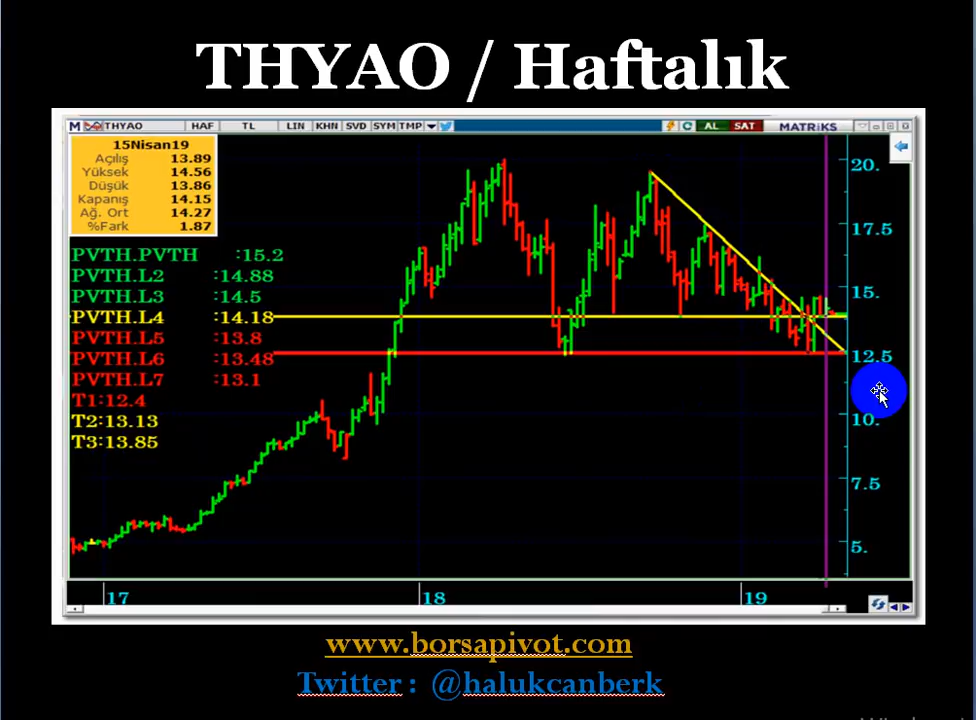 THYAO / Haftalık
M THYAO HAF TL LIN KHN SVD SYM TMP C AL SAT MATRİKS
15Nisan19
Açılış 13.89
Yüksek 14.56
Düşük 13.86
Kapanış 14.15
Ağ. Ort 14.27
%Fark 1.87
PVTH.PVTH :15.2
PVTH.L2 :14.88
PVTH.L3 :14.5
PVTH.L4 :14.18
PVTH.L5 :13.8
PVTH.L6 :13.48
PVTH.L7 :13.1
T1:12.4
T2:13.13
T3:13.85
20.
17.5
15.
12.5
10.
7.5
5.
17 18 19
www.borsapivot.com
Twitter : @halukcanberk